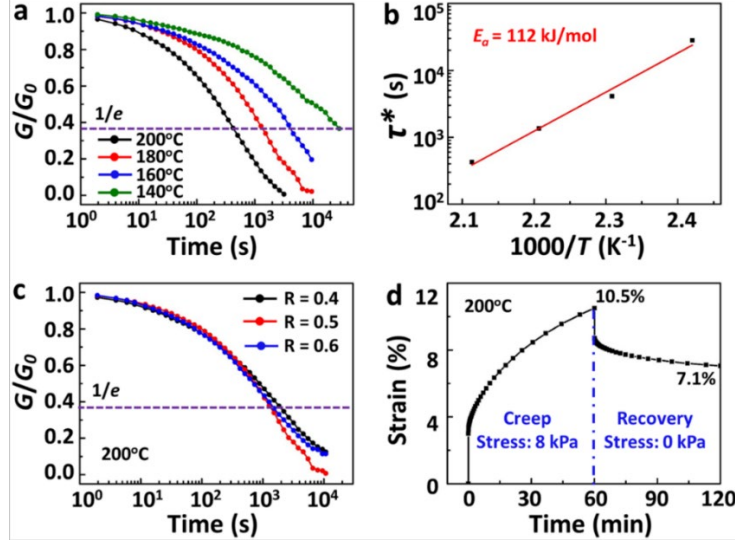 a
G/G0
1.0
0.8
0.6
0.4
0.2
0.0
1/e
200°C
180°C
160°C
140°C
10^0 10^1 10^2 10^3 10^4
Time (s)
b
τ* (s)
10^5
10^4
10^3
10^2
Ea = 112 kJ/mol
2.1 2.2 2.3 2.4
1000/T (K-1)
c
G/G0
1.0
0.8
0.6
0.4
0.2
0.0
R = 0.4
R = 0.5
R = 0.6
1/e
200°C
10^0 10^1 10^2 10^3 10^4
Time (s)
d
Strain (%)
12
8
4
0
200°C
10.5%
7.1%
Creep
Stress: 8 kPa
Recovery
Stress: 0 kPa
0 30 60 90 120
Time (min)